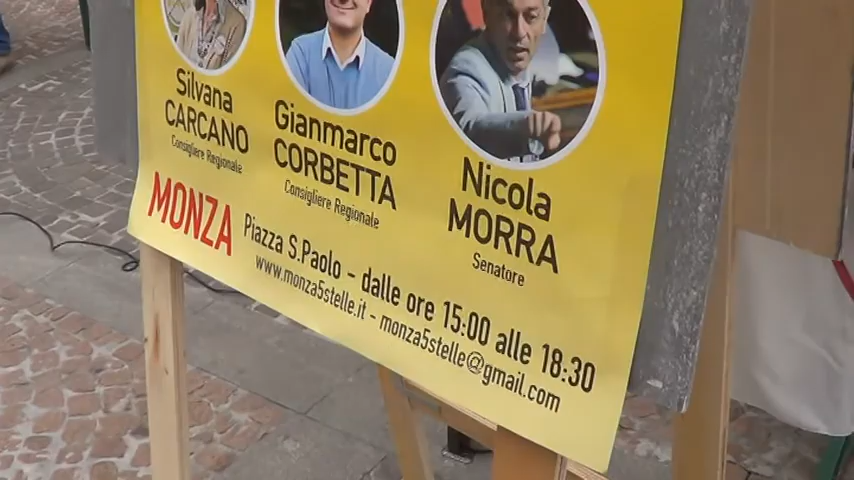 Silvana
CARCANO
Consigliere Regionale
Gianmarco
CORBETTA
Consigliere Regionale
Nicola
MORRA
Senatore
MONZA
Piazza S.Paolo - dalle ore 15:00 alle 18:30
www.monza5stelle.it - monza5stelle@gmail.com